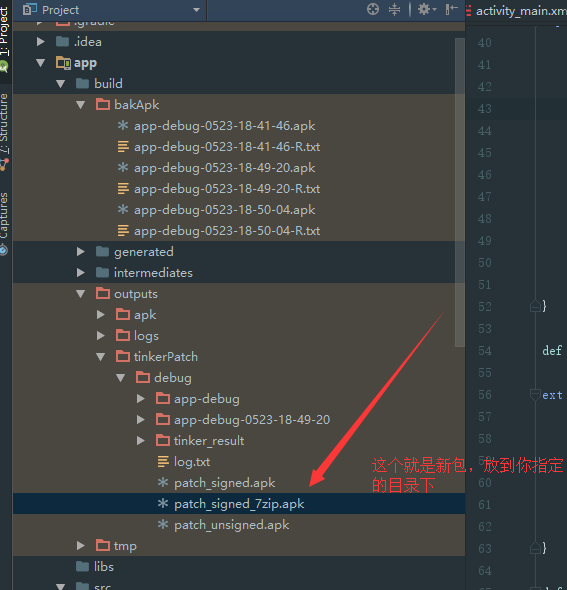 Project
activity_main.xm
1: Project
7: Structure
Captures
.gradle
.idea
app
build
bakApk
app-debug-0523-18-41-46.apk
app-debug-0523-18-41-46-R.txt
app-debug-0523-18-49-20.apk
app-debug-0523-18-49-20-R.txt
app-debug-0523-18-50-04.apk
app-debug-0523-18-50-04-R.txt
generated
intermediates
outputs
apk
logs
tinkerPatch
debug
app-debug
app-debug-0523-18-49-20
tinker_result
log.txt
patch_signed.apk
patch_signed_7zip.apk
patch_unsigned.apk
tmp
libs
src
这个就是新包，放到你指定
的目录下
40
41
42
43
44
45
46
47
48
49
50
51
52 }
53
54 def
55
56 ext
57
58
59
60
61
62
63 }
64